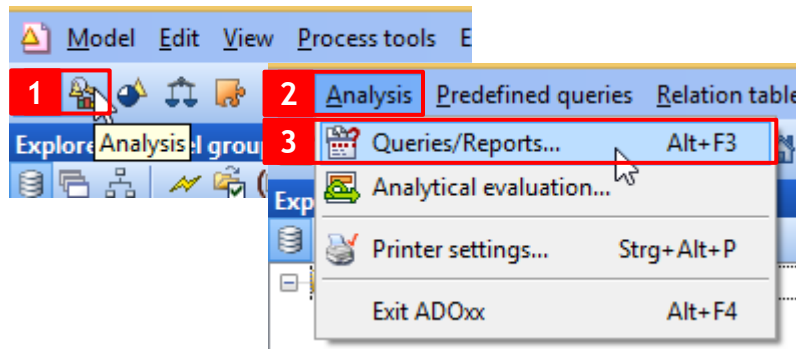 Model Edit View Process tools E
1
Analysis
Explore l grou
2 Analysis Predefined queries Relation table
3 Queries/Reports... Alt+F3
Analytical evaluation...
Exp
Printer settings... Strg+Alt+P
Exit ADOxx Alt+F4